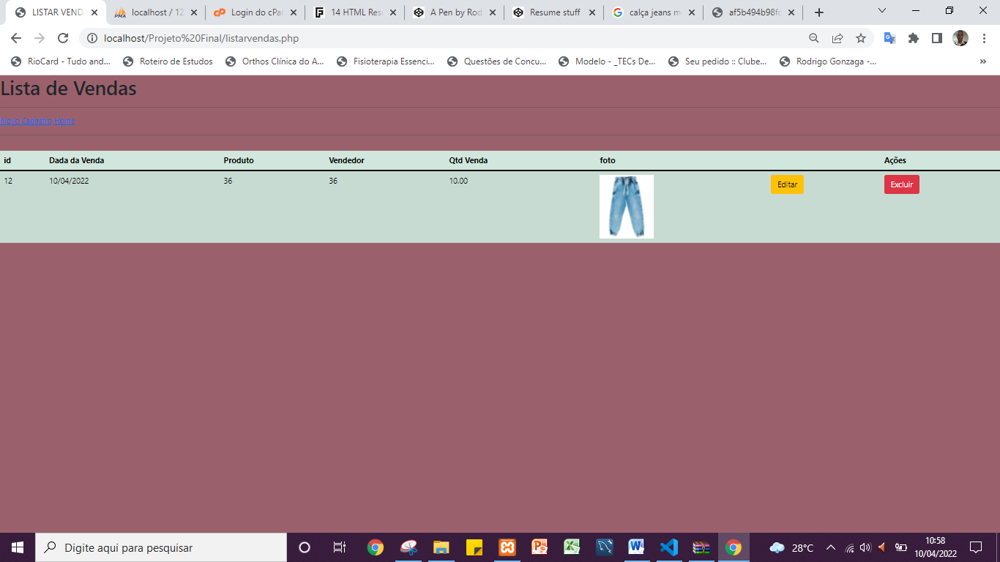 LISTAR VEND
localhost / 12
Login do cPa
14 HTML Res
A Pen by Rod
Resume stuff
calça jeans m
af5b494b98fc
localhost/Projeto%20Final/listarvendas.php
RioCard - Tudo and...
Roteiro de Estudos
Orthos Clínica do A...
Fisioterapia Essenci...
Questões de Concu...
Modelo - _TECs De...
Seu pedido :: Clube...
Rodrigo Gonzaga -...
»
Lista de Vendas
Novo Cadastro Home
id Dada da Venda Produto Vendedor Qtd Venda foto Ações
12 10/04/2022 36 36 10.00 Editar Excluir
Digite aqui para pesquisar
28°C
10:58
10/04/2022